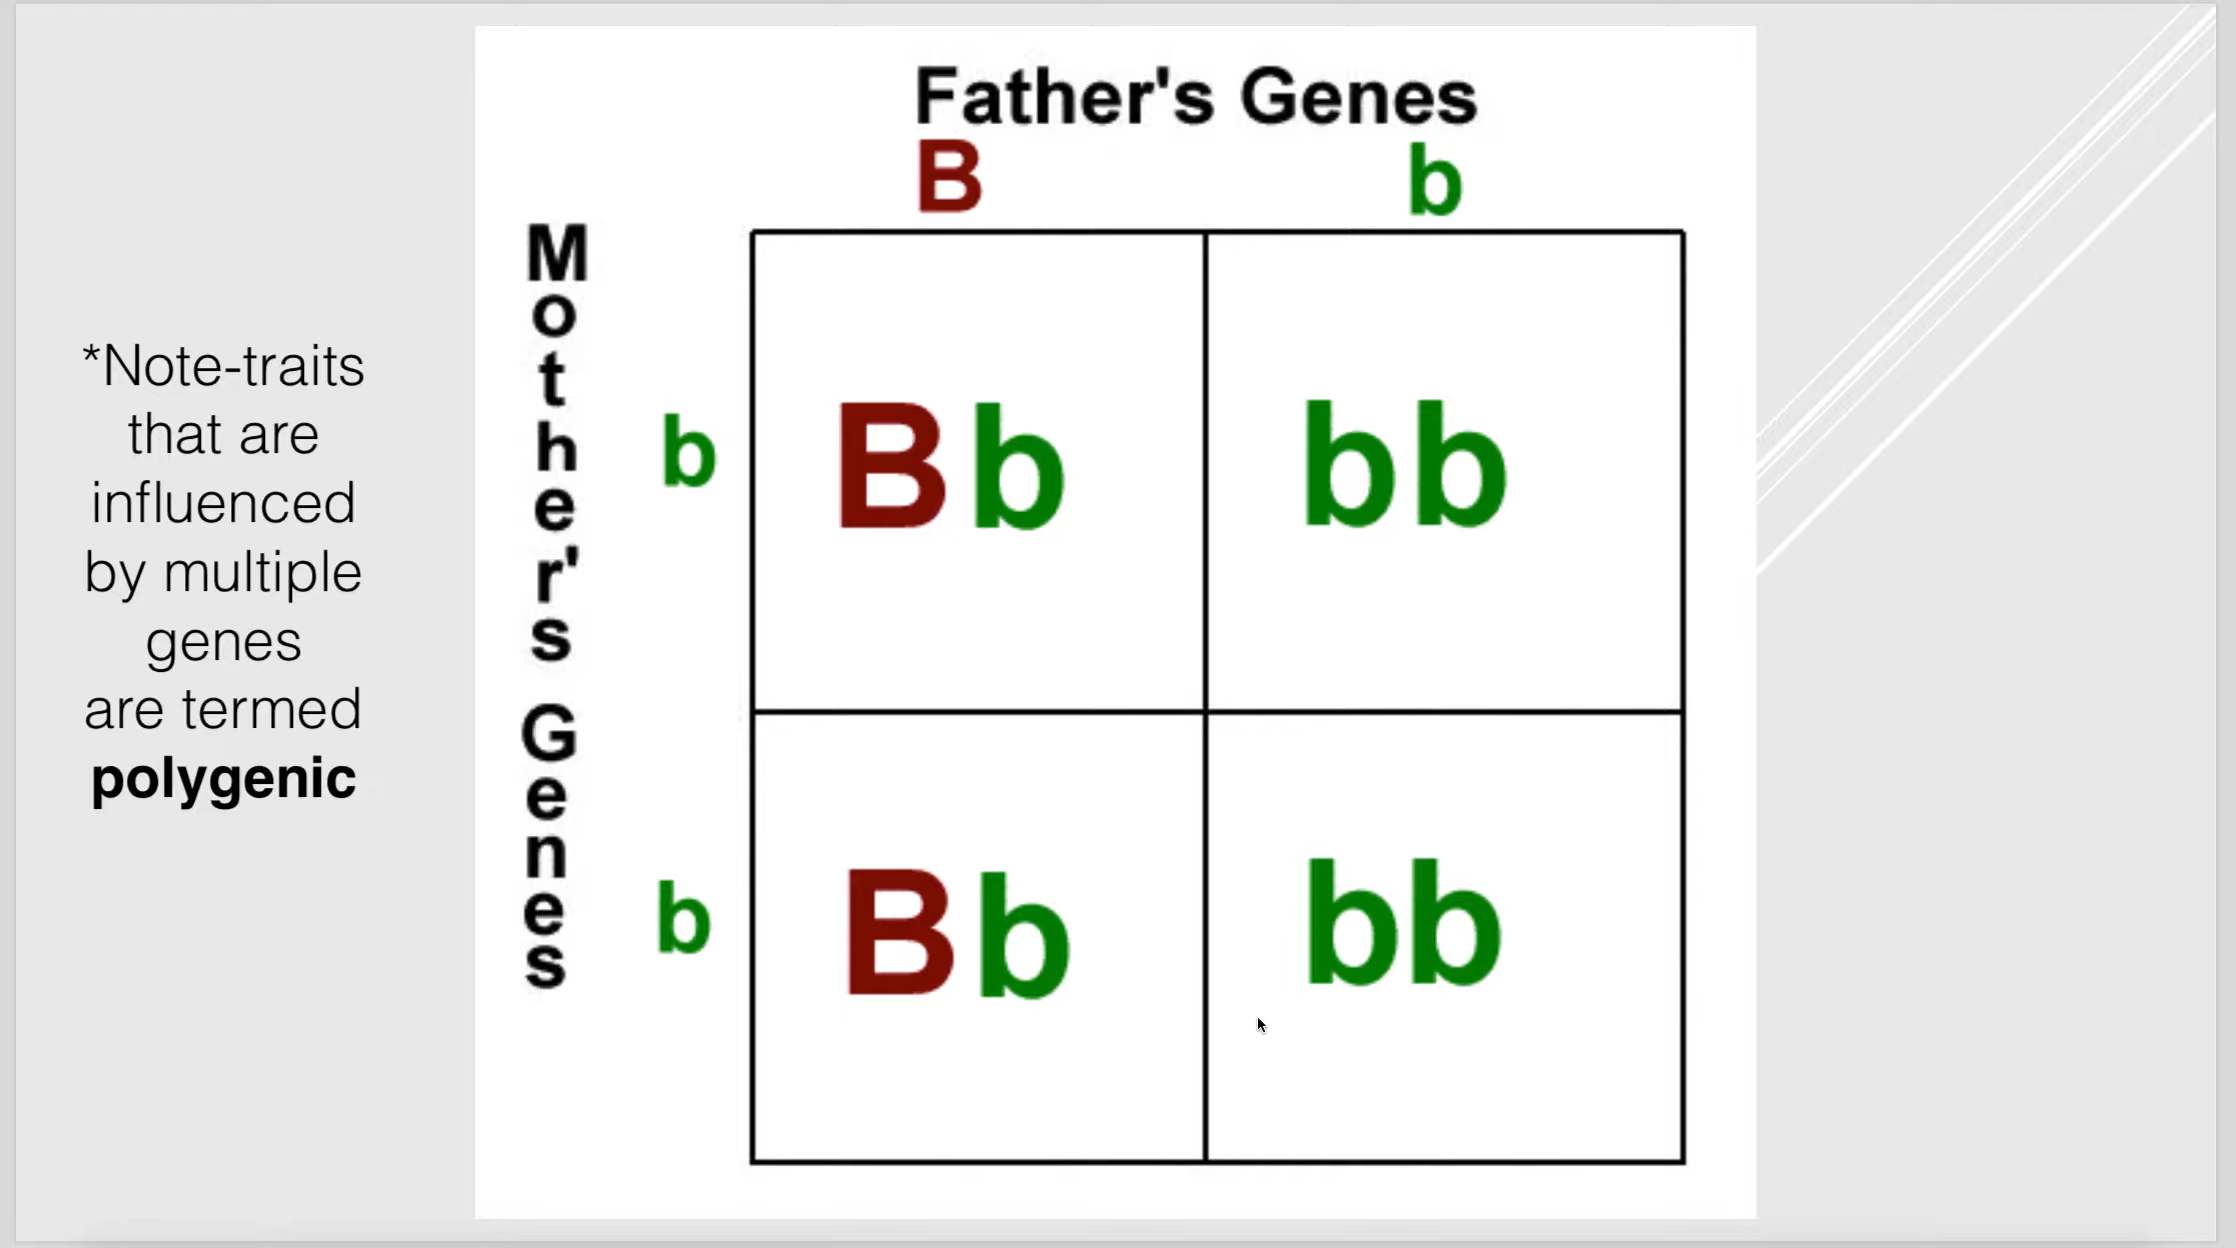 Father's Genes
B b
Mother's Genes
b Bb bb
b Bb bb
*Note-traits
that are
influenced
by multiple
genes
are termed
polygenic